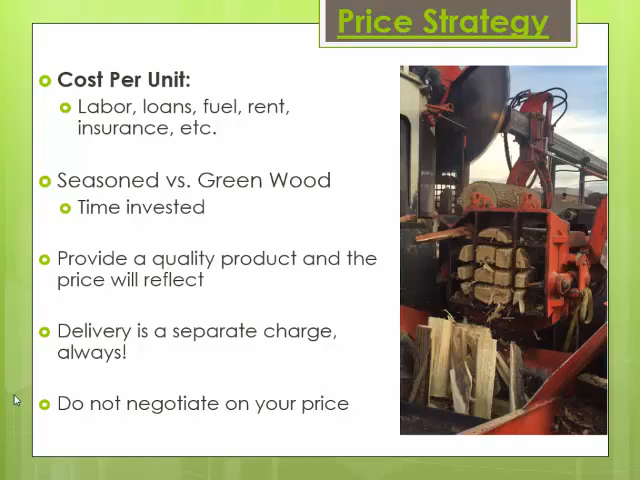 Price Strategy
Cost Per Unit:
Labor, loans, fuel, rent,
insurance, etc.
Seasoned vs. Green Wood
Time invested
Provide a quality product and the
price will reflect
Delivery is a separate charge,
always!
Do not negotiate on your price